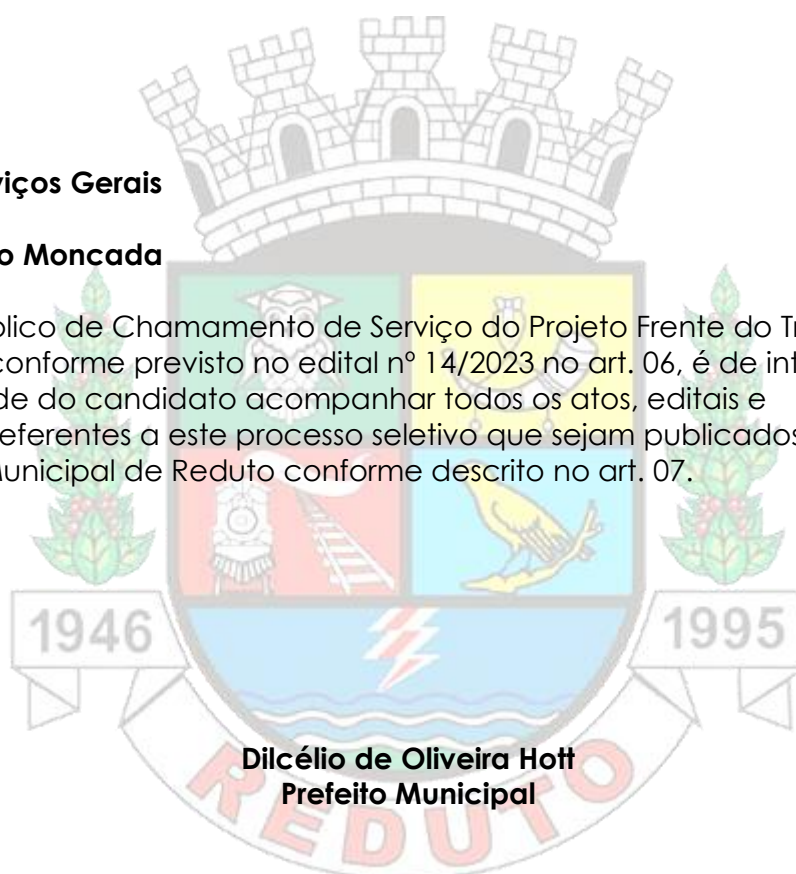 viços Gerais
o Moncada
blico de Chamamento de Serviço do Projeto Frente do Tr
conforme previsto no edital nº 14/2023 no art. 06, é de int
de do candidato acompanhar todos os atos, editais e
eferentes a este processo seletivo que sejam publicados
Municipal de Reduto conforme descrito no art. 07.
1946
1995
Dilcélio de Oliveira Hott
Prefeito Municipal
REDUTO